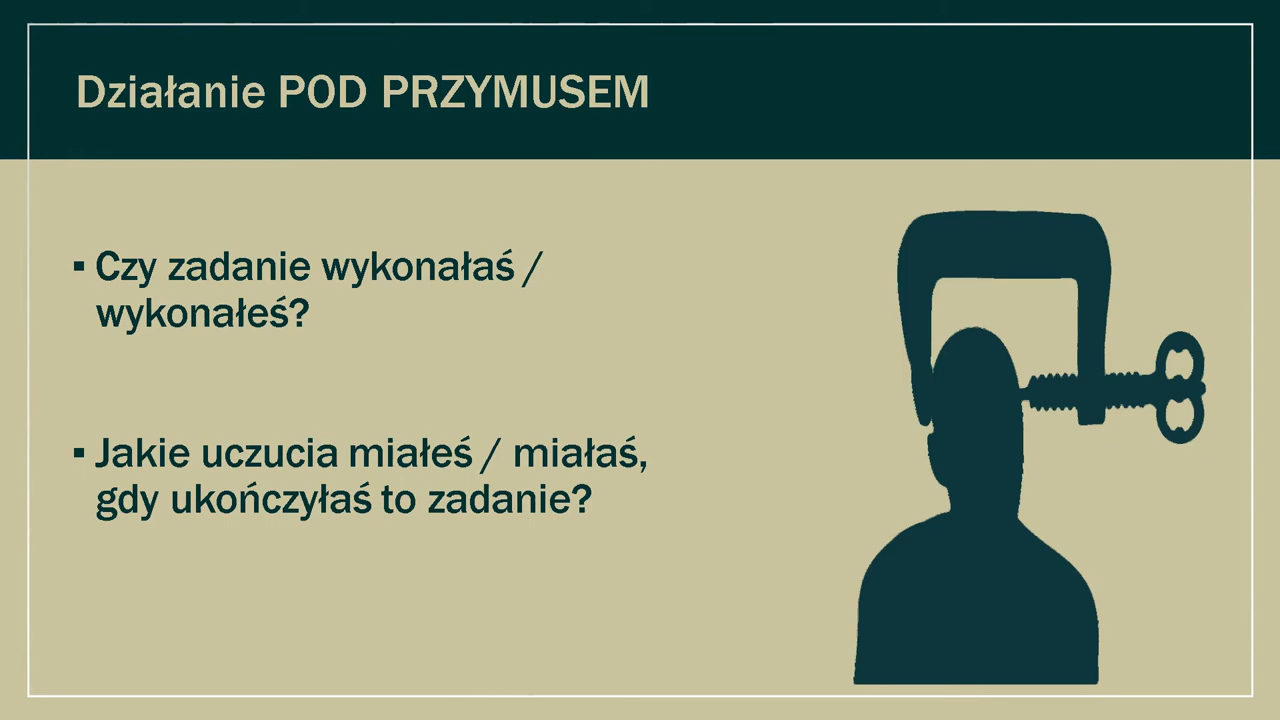 Działanie POD PRZYMUSEM
▪ Czy zadanie wykonałaś /
wykonałeś?
▪ Jakie uczucia miałeś / miałaś,
gdy ukończyłaś to zadanie?